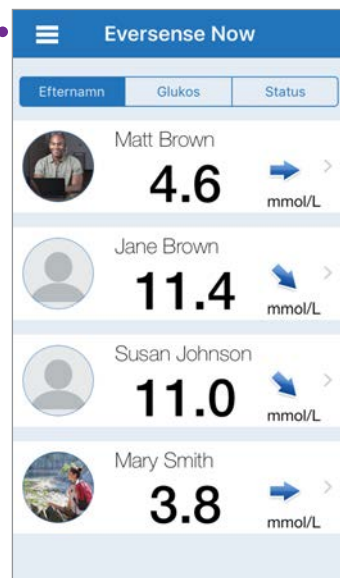 Eversense Now
Efternamn Glukos Status
Matt Brown
4.6
mmol/L
Jane Brown
11.4
mmol/L
Susan Johnson
11.0
mmol/L
Mary Smith
3.8
mmol/L